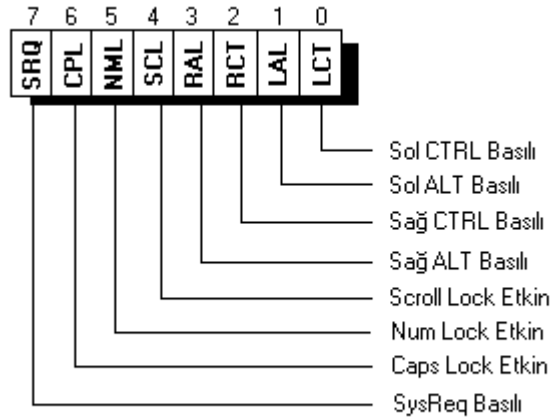 7 6 5 4 3 2 1 0
SRQ CPL NML SCL RAL RCT LAL LCT
Sol CTRL Basılı
Sol ALT Basılı
Sağ CTRL Basılı
Sağ ALT Basılı
Scroll Lock Etkin
Num Lock Etkin
Caps Lock Etkin
SysReq Basılı